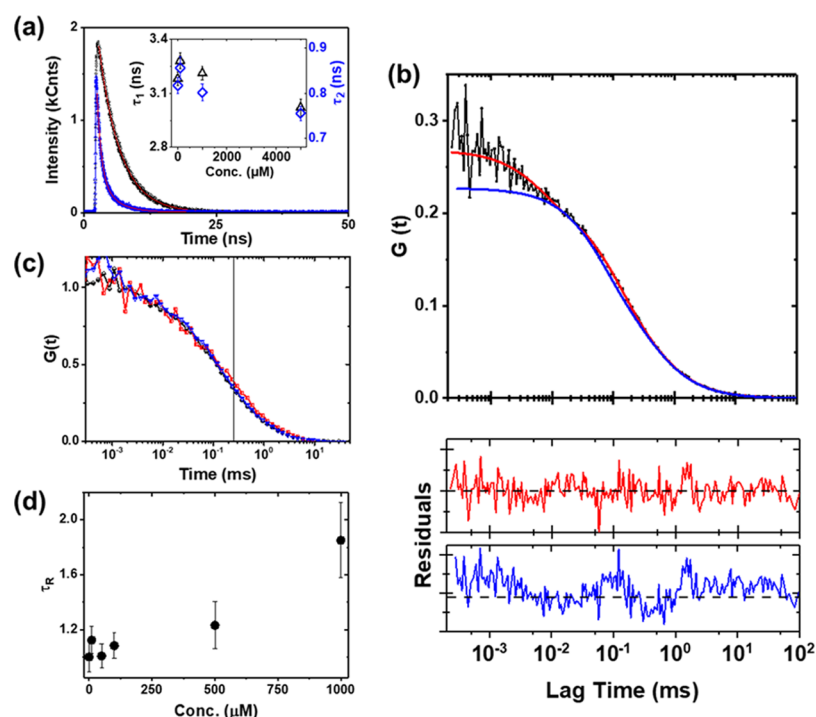 (a)
Intensity (kCnts)
2
1
0
0
25
50
Time (ns)
τ1 (ns)
3.4
3.1
2.8
τ2 (ns)
0.9
0.8
0.7
0
2000
4000
Conc. (μM)
(b)
G (t)
0.3
0.2
0.1
0.0
(c)
G(t)
1.0
0.5
0.0
10-3
10-2
10-1
100
101
Time (ms)
(d)
τR
2.0
1.6
1.2
0
250
500
750
1000
Conc. (μM)
Residuals
10-3
10-2
10-1
100
101
102
Lag Time (ms)